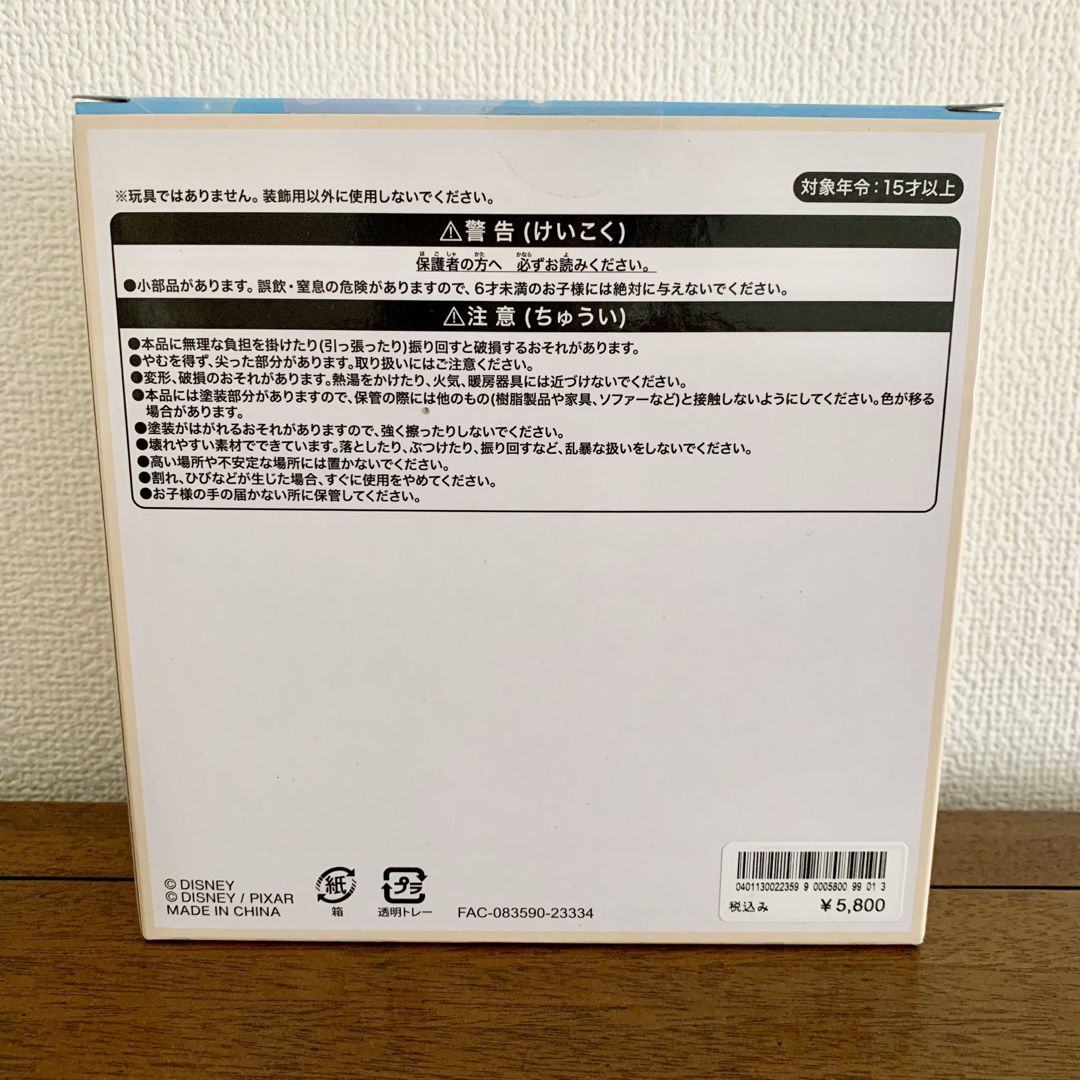 ※玩具ではありません。装飾用以外に使用しないでください。
対象年令：15才以上
⚠警告(けいこく)
保護者の方へ 必ずお読みください。
●小部品があります。誤飲・窒息の危険がありますので、6才未満のお子様には絶対に与えないでください。
⚠注意(ちゅうい)
●本品に無理な負担を掛けたり(引っ張ったり)振り回すと破損するおそれがあります。
●やむを得ず、尖った部分があります。取り扱いにはご注意ください。
●変形、破損のおそれがあります。熱湯をかけたり、火気、暖房器具には近づけないでください。
●本品には塗装部分がありますので、保管の際には他のもの(樹脂製品や家具、ソファーなど)と接触しないようにしてください。色が移る
場合があります。
●塗装がはがれるおそれがありますので、強く擦ったりしないでください。
●壊れやすい素材でできています。落としたり、ぶつけたり、振り回すなど、乱暴な扱いをしないでください。
●高い場所や不安定な場所には置かないでください。
●割れ、ひびなどが生じた場合、すぐに使用をやめてください。
●お子様の手の届かない所に保管してください。
© DISNEY
© DISNEY / PIXAR
MADE IN CHINA
紙
箱
プラ
透明トレー
FAC-083590-23334
0401130022359 9 0005800 99 01 3
税込み ¥5,800